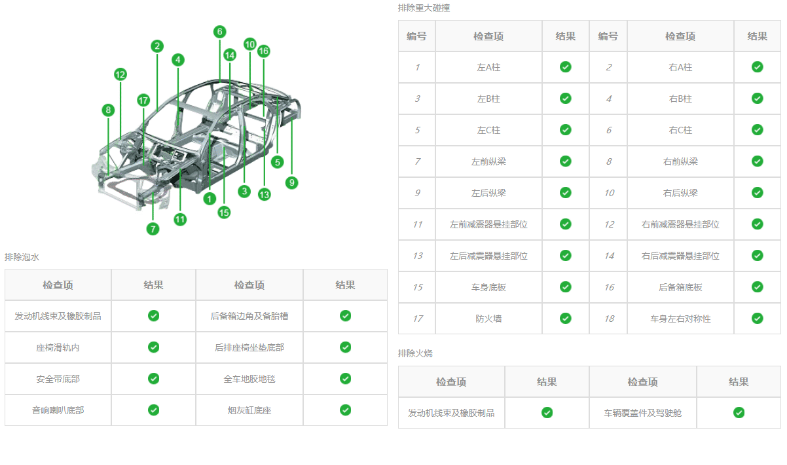 6
2
10
14
16
4
12
17
8
5
9
1
3
13
15
11
7
排除泡水
检查项 结果 检查项 结果
发动机线束及橡胶制品 后备箱边角及备胎槽
座椅滑轨内 后排座椅坐垫底部
安全带底部 全车地胶地毯
音响喇叭底部 烟灰缸底座
排除重大碰撞
编号 检查项 结果 编号 检查项 结果
1 左A柱 2 右A柱
3 左B柱 4 右B柱
5 左C柱 6 右C柱
7 左前纵梁 8 右前纵梁
9 左后纵梁 10 右后纵梁
11 左前减震器悬挂部位 12 右前减震器悬挂部位
13 左后减震器悬挂部位 14 右后减震器悬挂部位
15 车身底板 16 后备箱底板
17 防火墙 18 车身左右对称性
排除火烧
检查项 结果 检查项 结果
发动机线束及橡胶制品 车辆覆盖件及驾驶舱